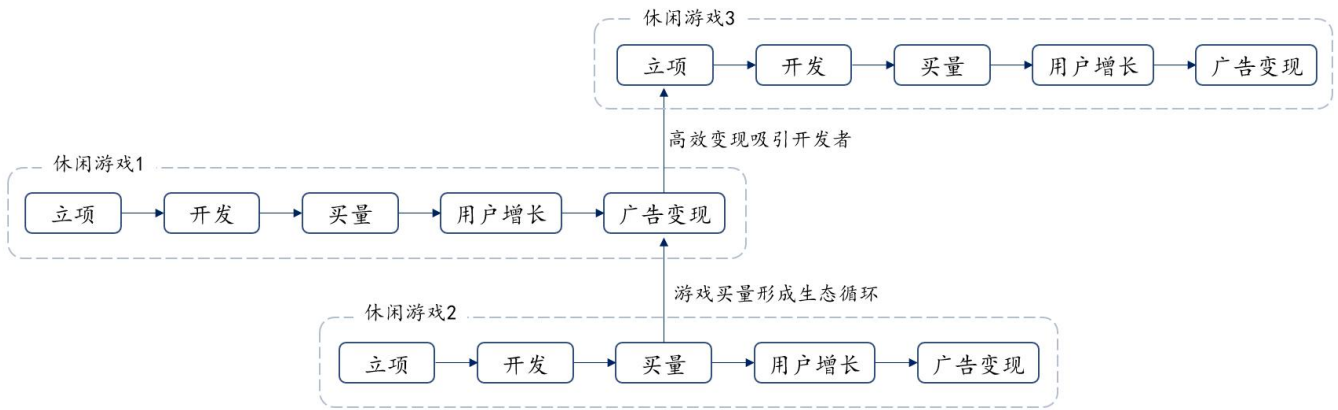 休闲游戏3
立项 开发 买量 用户增长 广告变现
高效变现吸引开发者
休闲游戏1
立项 开发 买量 用户增长 广告变现
游戏买量形成生态循环
休闲游戏2
立项 开发 买量 用户增长 广告变现